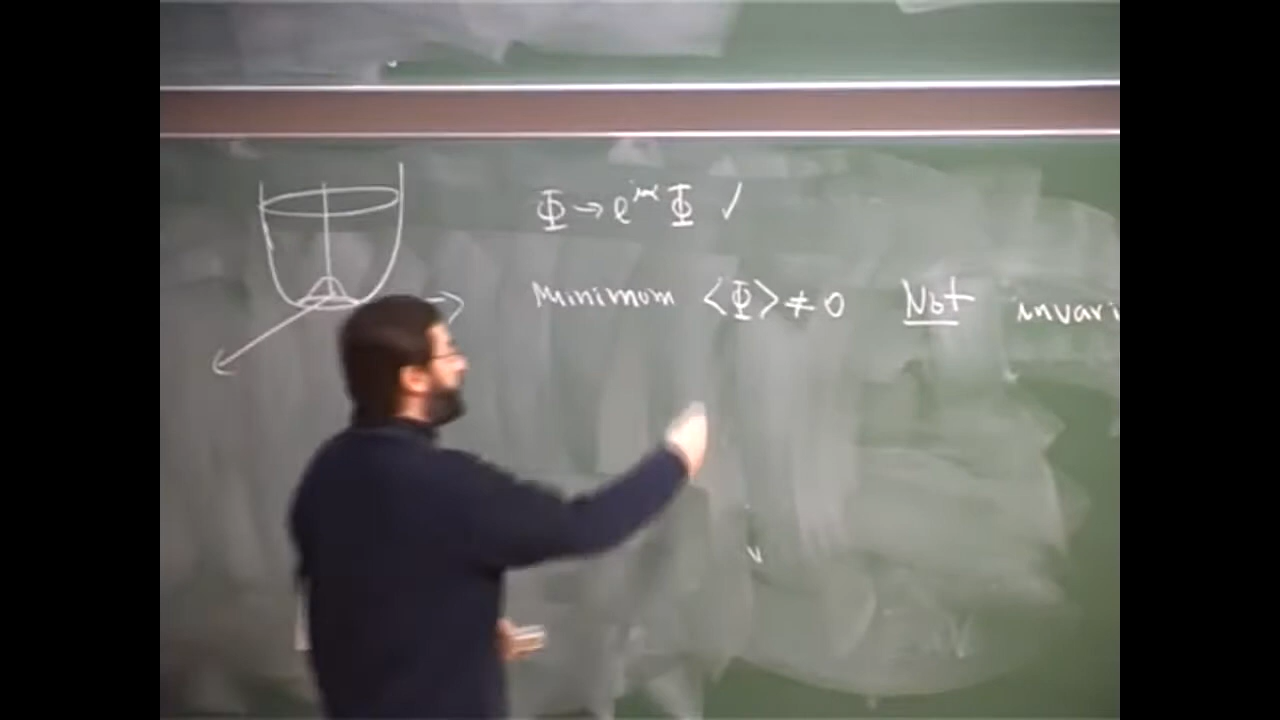 Φ → e^{iα} Φ ✓
Minimum <Φ> ≠ 0 Not invari